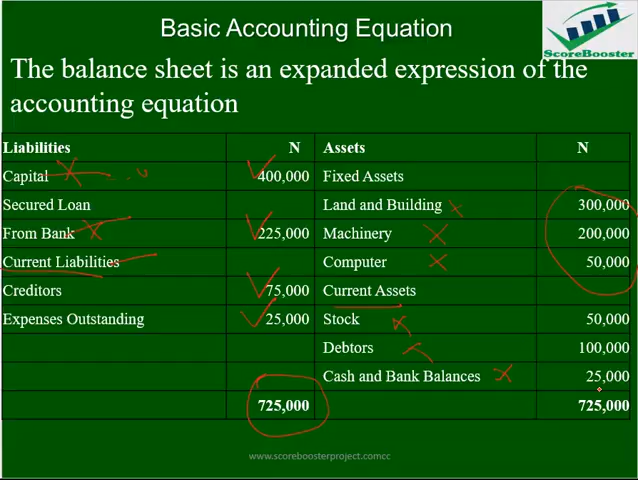 Basic Accounting Equation
ScoreBooster
The balance sheet is an expanded expression of the
accounting equation
Liabilities N Assets N
Capital 400,000 Fixed Assets
Secured Loan Land and Building 300,000
From Bank 225,000 Machinery 200,000
Current Liabilities Computer 50,000
Creditors 75,000 Current Assets
Expenses Outstanding 25,000 Stock 50,000
Debtors 100,000
Cash and Bank Balances 25,000
725,000 725,000
www.scoreboosterproject.comcc